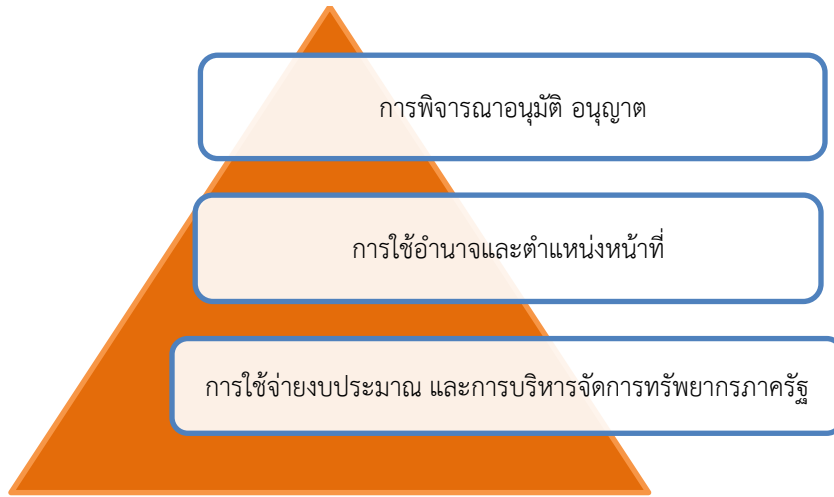 การพิจารณาอนุมัติ อนุญาต
การใช้อำนาจและตำแหน่งหน้าที่
การใช้จ่ายงบประมาณ และการบริหารจัดการทรัพยากรภาครัฐ